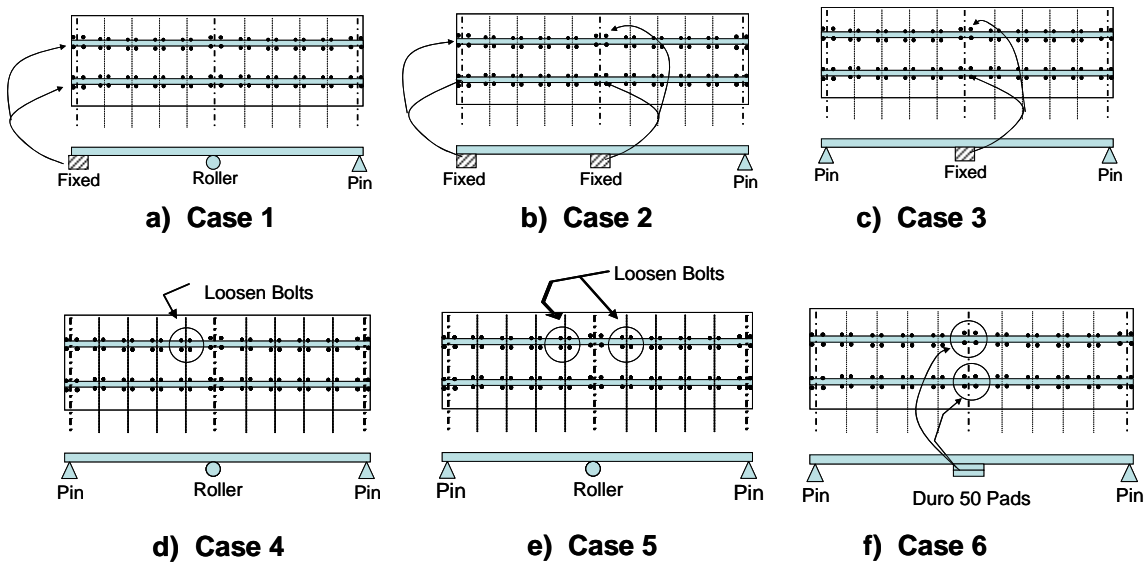 Fixed
Roller
Pin
a) Case 1
Fixed
Fixed
Pin
b) Case 2
Pin
Fixed
Pin
c) Case 3
Loosen Bolts
Pin
Roller
Pin
d) Case 4
Loosen Bolts
Pin
Roller
Pin
e) Case 5
Pin
Duro 50 Pads
Pin
f) Case 6